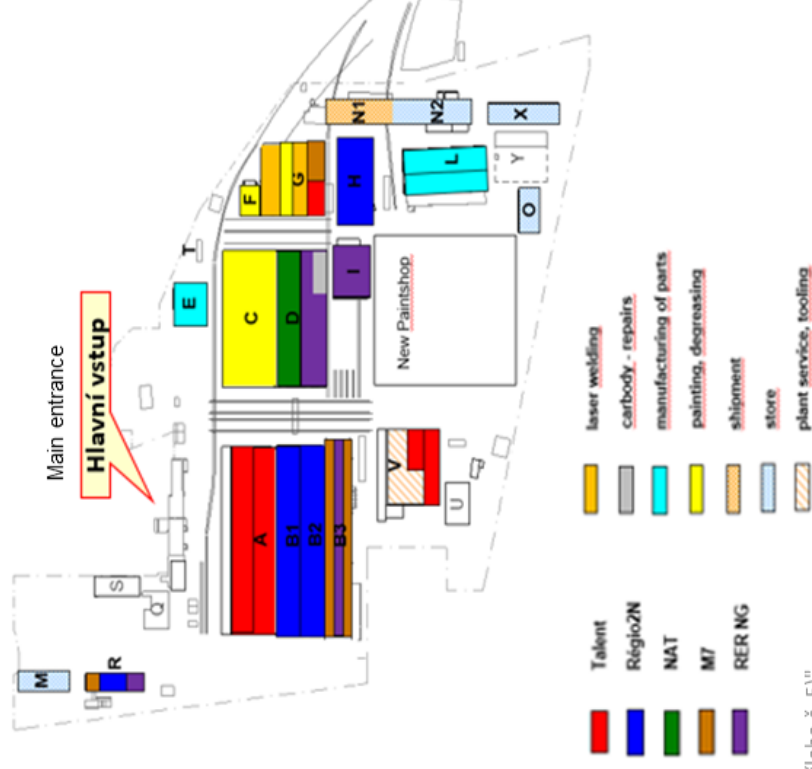 Main entrance
Hlavní vstup
N1
N2
X
F
G
H
L
Y
O
T
E
C
D
I
New Paintshop
A
B1
B2
B3
V
U
S
Q
M
R
laser welding
carbody - repairs
manufacturing of parts
painting, degreasing
shipment
store
plant service, tooling
Talent
Régio2N
NAT
M7
RER NG